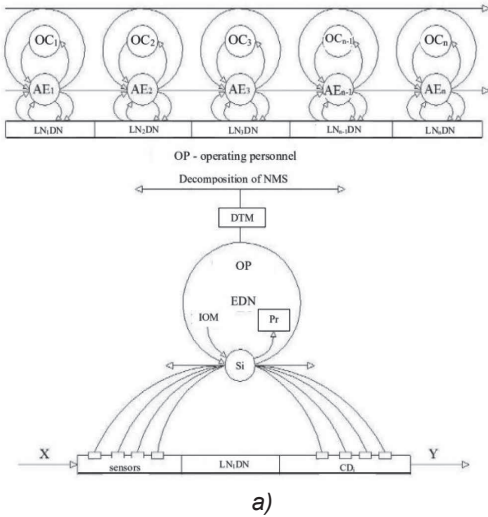 OC₁ OC₂ OC₃ OCₙ₋₁ OCₙ
AE₁ AE₂ AE₃ AEₙ₋₁ AEₙ
LN₁DN LN₂DN LN₃DN LNₙ₋₁DN LNₙDN
OP - operating personnel
Decomposition of NMS
DTM
OP
EDN
IOM Pr
Si
X Y
sensors LN₁DN CDᵢ
a)